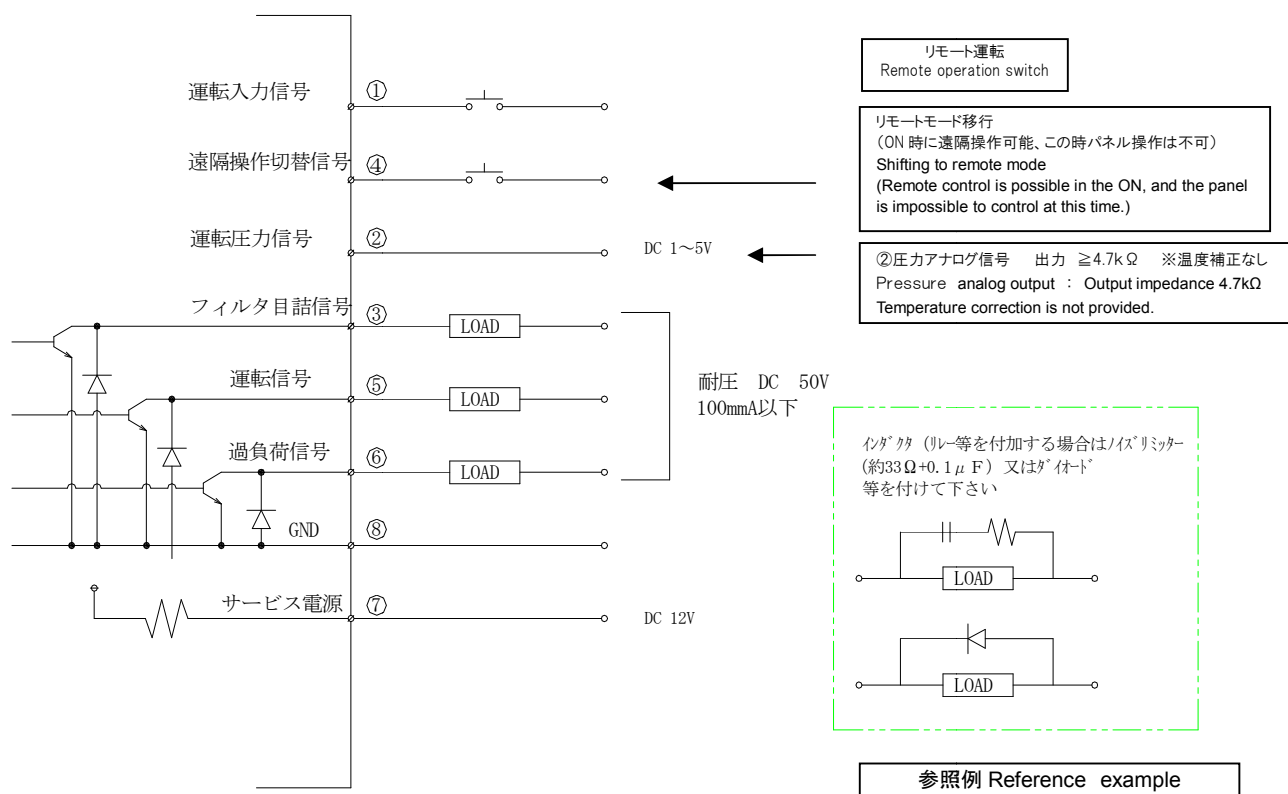 リモート運転
Remote operation switch
運転入力信号 ①
リモートモード移行
(ON 時に遠隔操作可能、この時パネル操作は不可)
Shifting to remote mode
(Remote control is possible in the ON, and the panel
is impossible to control at this time.)
遠隔操作切替信号 ④
運転圧力信号 ② DC 1～5V
②圧力アナログ信号 出力 ≧4.7kΩ ※温度補正なし
Pressure analog output : Output impedance 4.7kΩ
Temperature correction is not provided.
フィルタ目詰信号 ③ LOAD
運転信号 ⑤ LOAD
耐圧 DC 50V
100mmA以下
過負荷信号 ⑥ LOAD
GND ⑧
サービス電源 ⑦ DC 12V
ｲﾝﾀﾞｸﾀ (ﾘﾚｰ等を付加する場合はﾉｲｽﾞﾘﾐｯﾀｰ
(約33Ω+0.1μF) 又はﾀﾞｲｵｰﾄﾞ
等を付けて下さい
LOAD
LOAD
参照例 Reference example